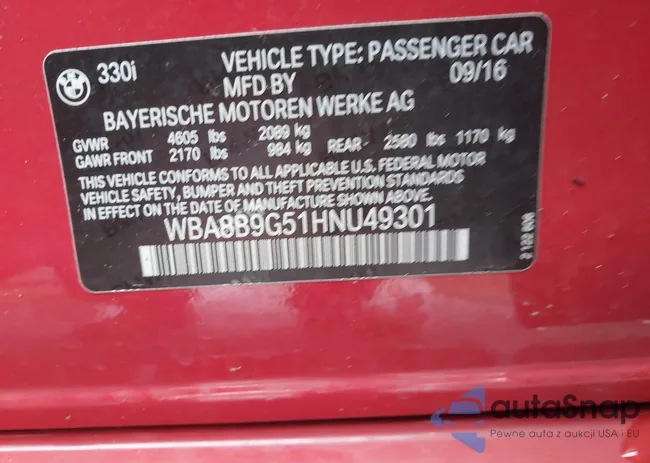 330i VEHICLE TYPE: PASSENGER CAR
MFD BY 09/16
BAYERISCHE MOTOREN WERKE AG
GVWR 4605 lbs 2089 kg
GAWR FRONT 2170 lbs 984 kg REAR 2580 lbs 1170 kg
THIS VEHICLE CONFORMS TO ALL APPLICABLE U.S. FEDERAL MOTOR
VEHICLE SAFETY, BUMPER AND THEFT PREVENTION STANDARDS
IN EFFECT ON THE DATE OF MANUFACTURE SHOWN ABOVE.
WBA8B9G51HNU49301
autoSnap
Pewne auta z aukcji USA i EU